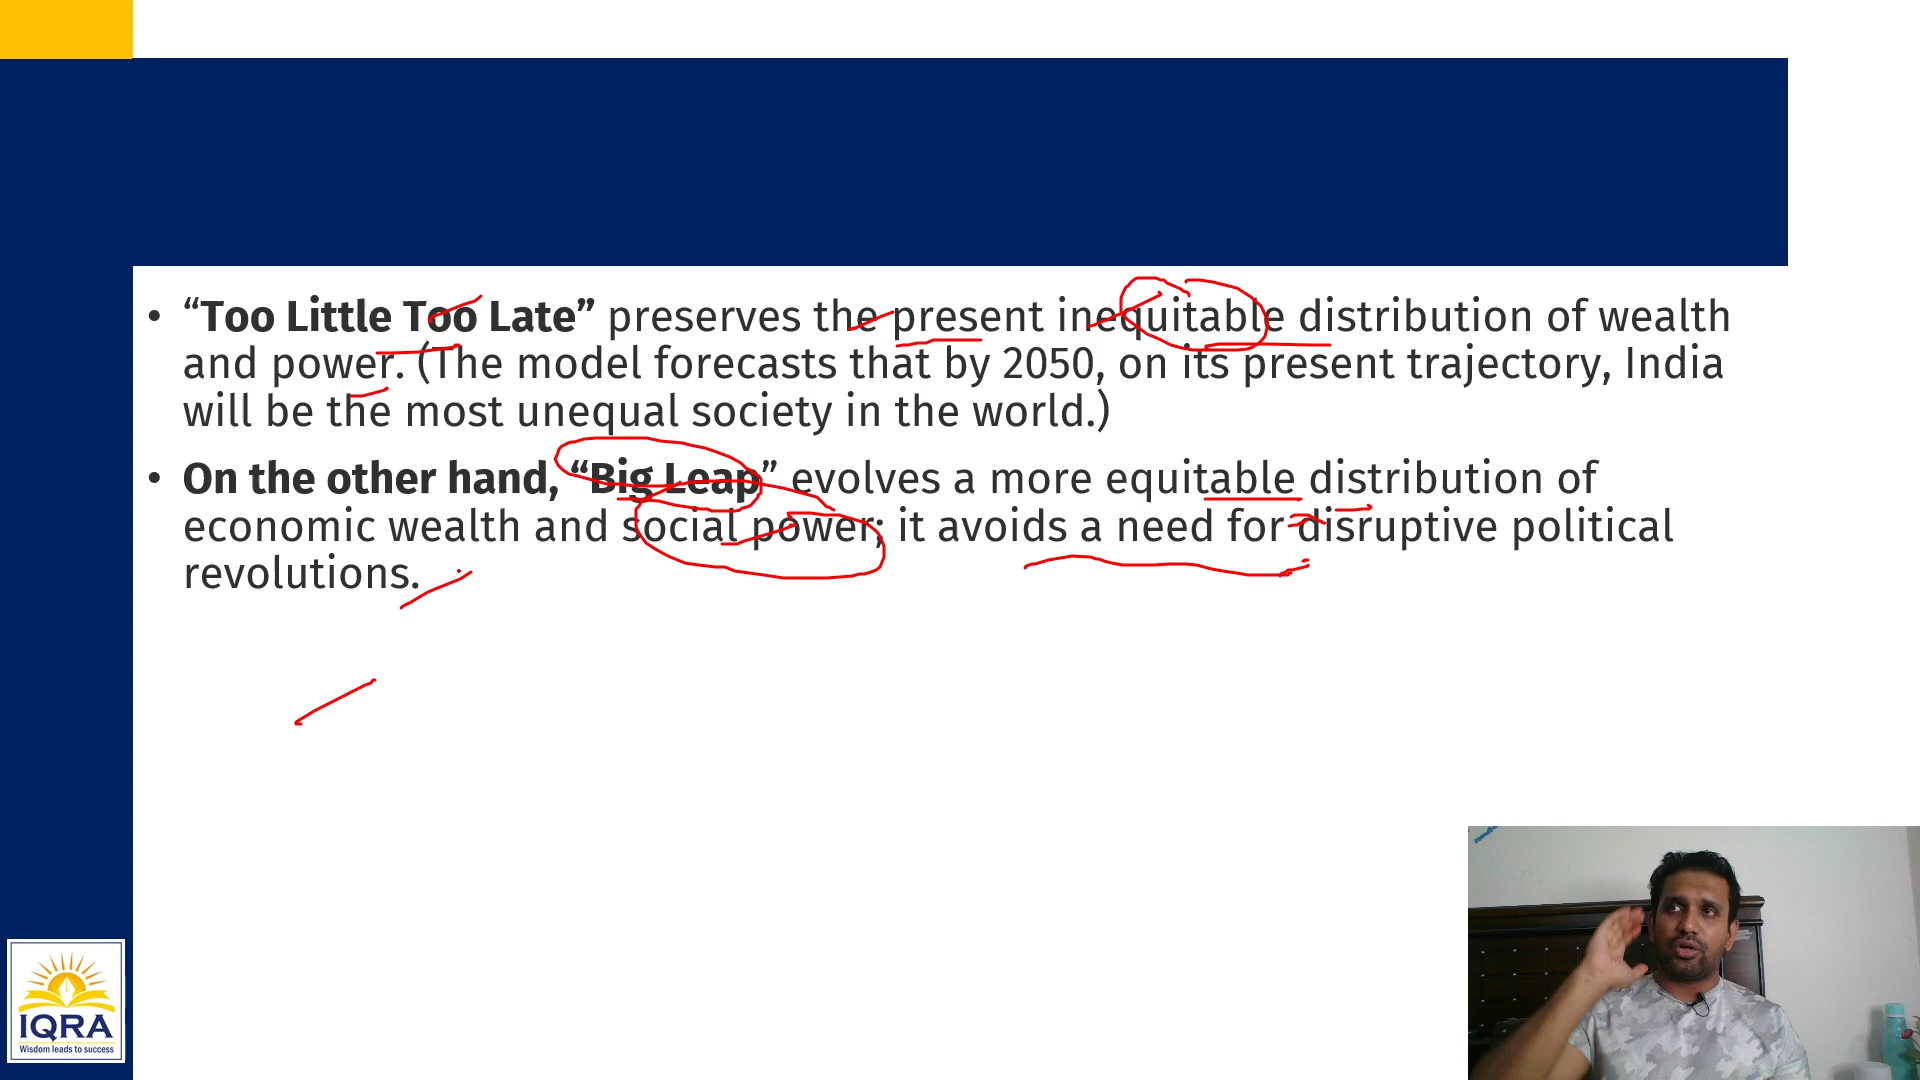 • “Too Little Too Late” preserves the present inequitable distribution of wealth
and power. (The model forecasts that by 2050, on its present trajectory, India
will be the most unequal society in the world.)
• On the other hand, “Big Leap” evolves a more equitable distribution of
economic wealth and social power; it avoids a need for disruptive political
revolutions.
IQRA
Wisdom leads to success